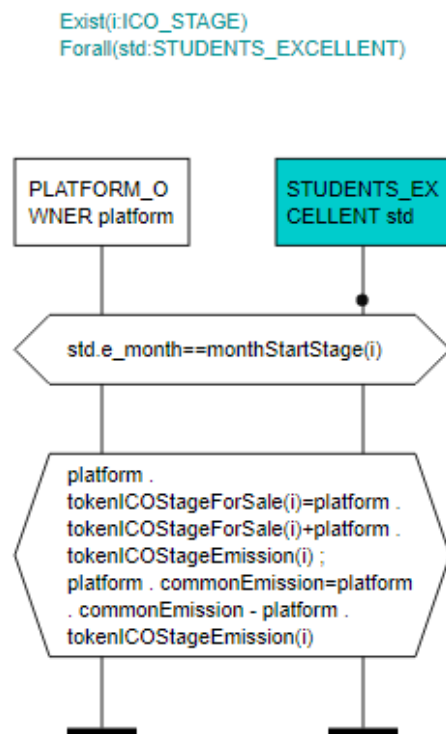 Exist(i:ICO_STAGE)
Forall(std:STUDENTS_EXCELLENT)
PLATFORM_O
WNER platform
STUDENTS_EX
CELLENT std
std.e_month==monthStartStage(i)
platform .
tokenICOStageForSale(i)=platform .
tokenICOStageForSale(i)+platform .
tokenICOStageEmission(i) ;
platform . commonEmission=platform
. commonEmission - platform .
tokenICOStageEmission(i)